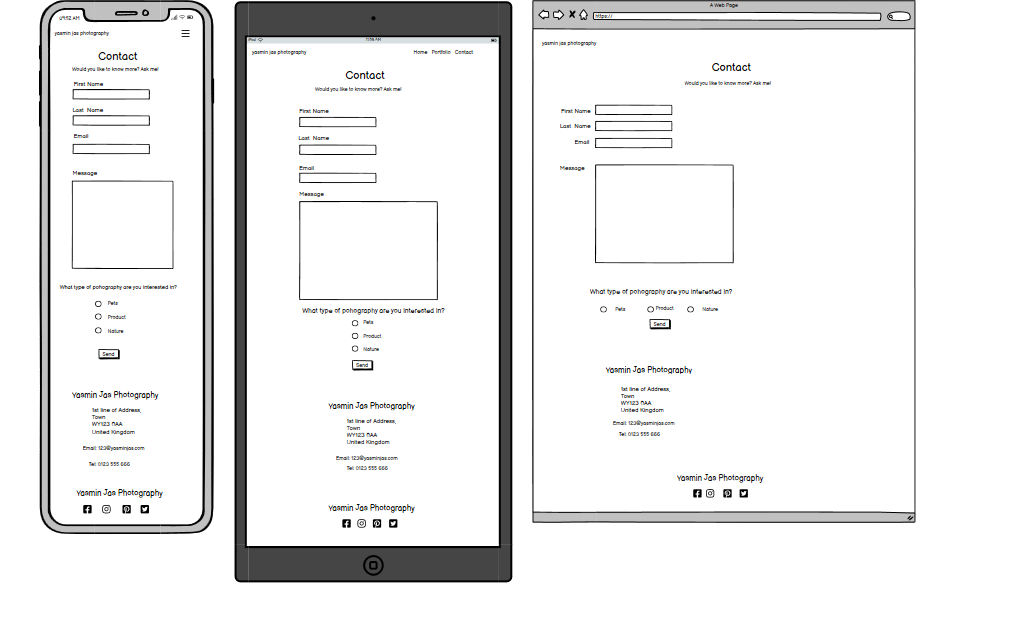 09:52 AM
yasmin jas photography
Contact
Would you like to know more? Ask me!
First Name
Last Name
Email
Message
What type of pohography are you interested in?
Pets
Product
Nature
Send
Yasmin Jas Photography
1st line of Address,
Town
WY123 0AA
United Kingdom
Email: 123@yasminjas.com
Tel: 0123 555 666
Yasmin Jas Photography
iPad
yasmin jas photography
Home Portfolio Contact
Contact
Would you like to know more? Ask me!
First Name
Last Name
Email
Message
What type of pohography are you interested in?
Pets
Product
Nature
Send
Yasmin Jas Photography
1st line of Address,
Town
WY123 0AA
United Kingdom
Email: 123@yasminjas.com
Tel: 0123 555 666
Yasmin Jas Photography
A Web Page
https://
yasmin jas photography
Contact
Would you like to know more? Ask me!
First Name
Last Name
Email
Message
What type of pohography are you interested in?
Pets Product Nature
Send
Yasmin Jas Photography
1st line of Address,
Town
WY123 0AA
United Kingdom
Email: 123@yasminjas.com
Tel: 0123 555 666
Yasmin Jas Photography